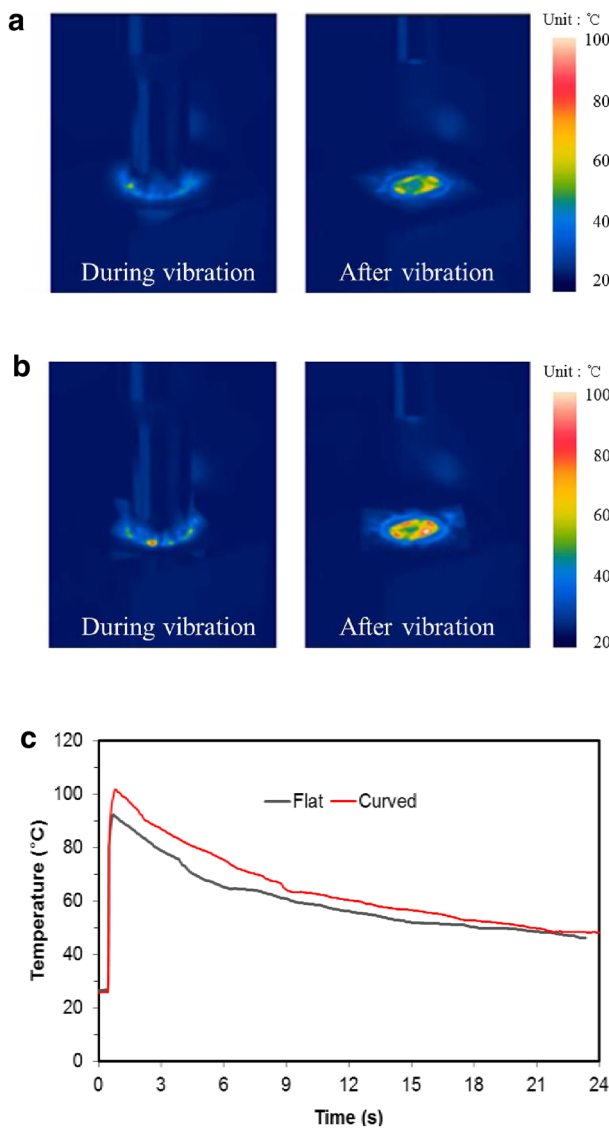 a
Unit : ℃
100
80
60
40
20
During vibration
After vibration
b
Unit : ℃
100
80
60
40
20
During vibration
After vibration
c
120
100
80
60
40
20
0
Temperature (°C)
Flat
Curved
0 3 6 9 12 15 18 21 24
Time (s)